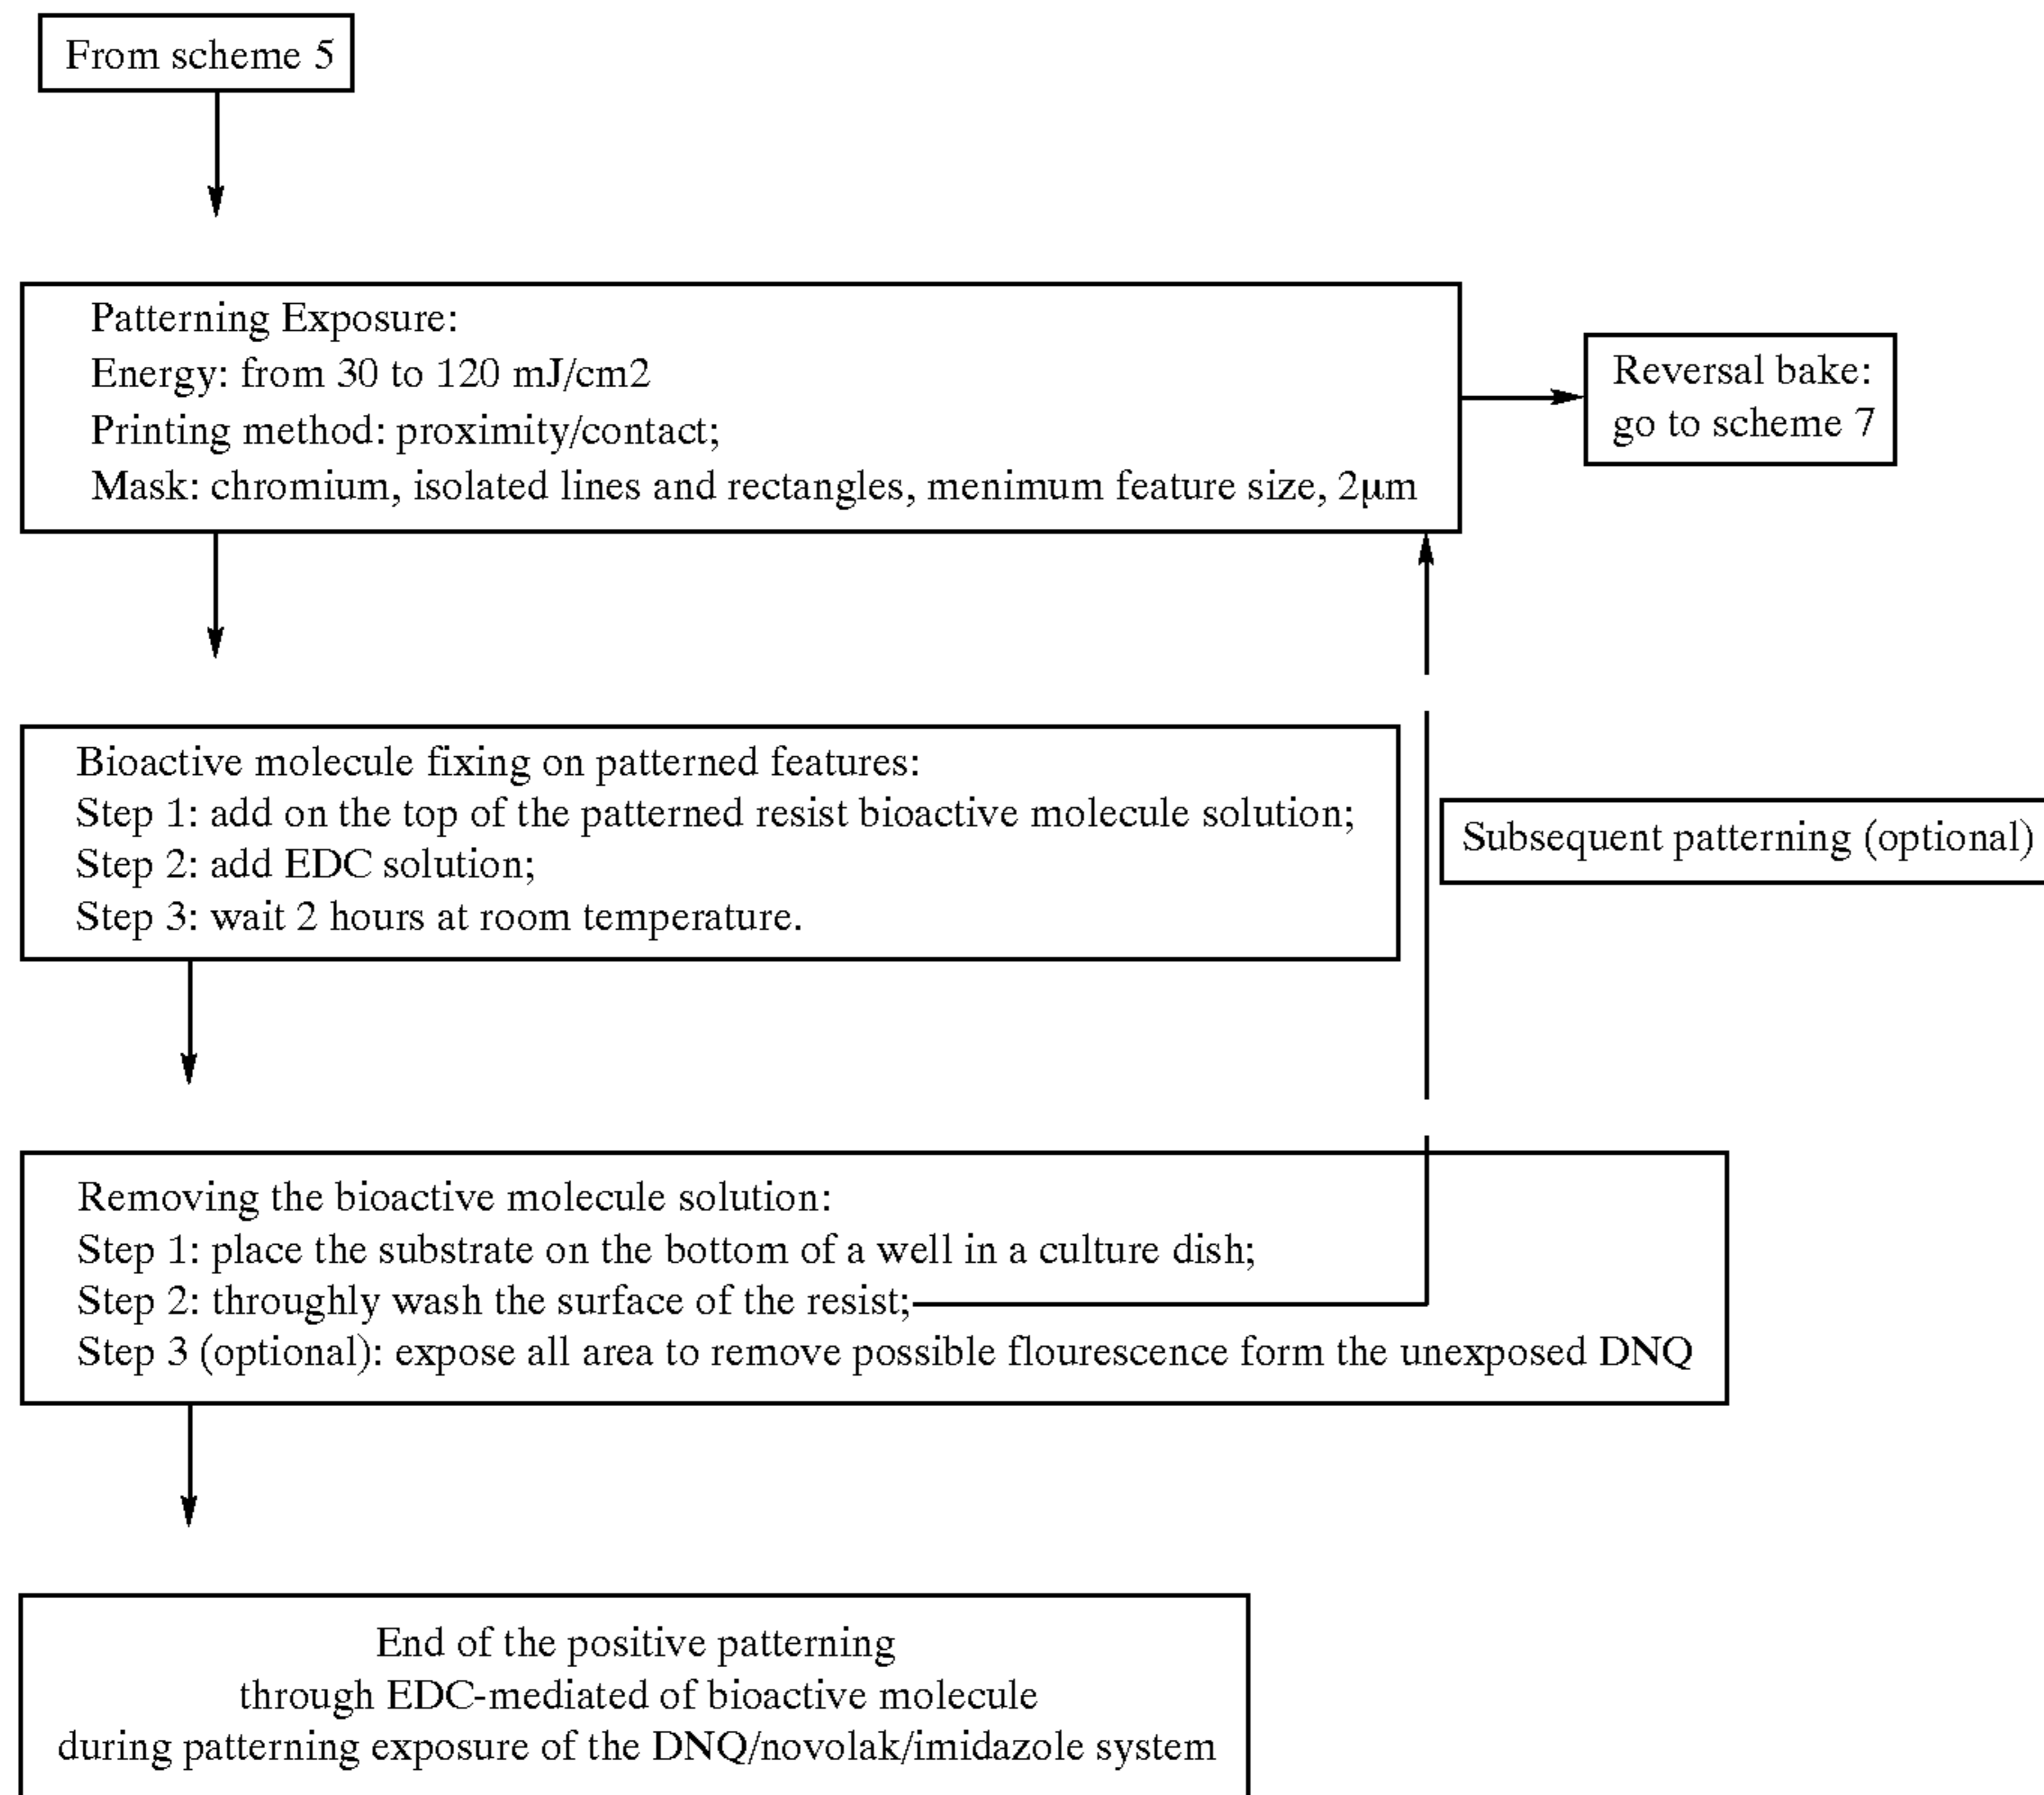 From scheme 5
Patterning Exposure:
Energy: from 30 to 120 mJ/cm2
Printing method: proximity/contact;
Mask: chromium, isolated lines and rectangles, menimum feature size, 2μm
Reversal bake:
go to scheme 7
Bioactive molecule fixing on patterned features:
Step 1: add on the top of the patterned resist bioactive molecule solution;
Step 2: add EDC solution;
Step 3: wait 2 hours at room temperature.
Subsequent patterning (optional)
Removing the bioactive molecule solution:
Step 1: place the substrate on the bottom of a well in a culture dish;
Step 2: throughly wash the surface of the resist;
Step 3 (optional): expose all area to remove possible flourescence form the unexposed DNQ
End of the positive patterning
through EDC-mediated of bioactive molecule
during patterning exposure of the DNQ/novolak/imidazole system